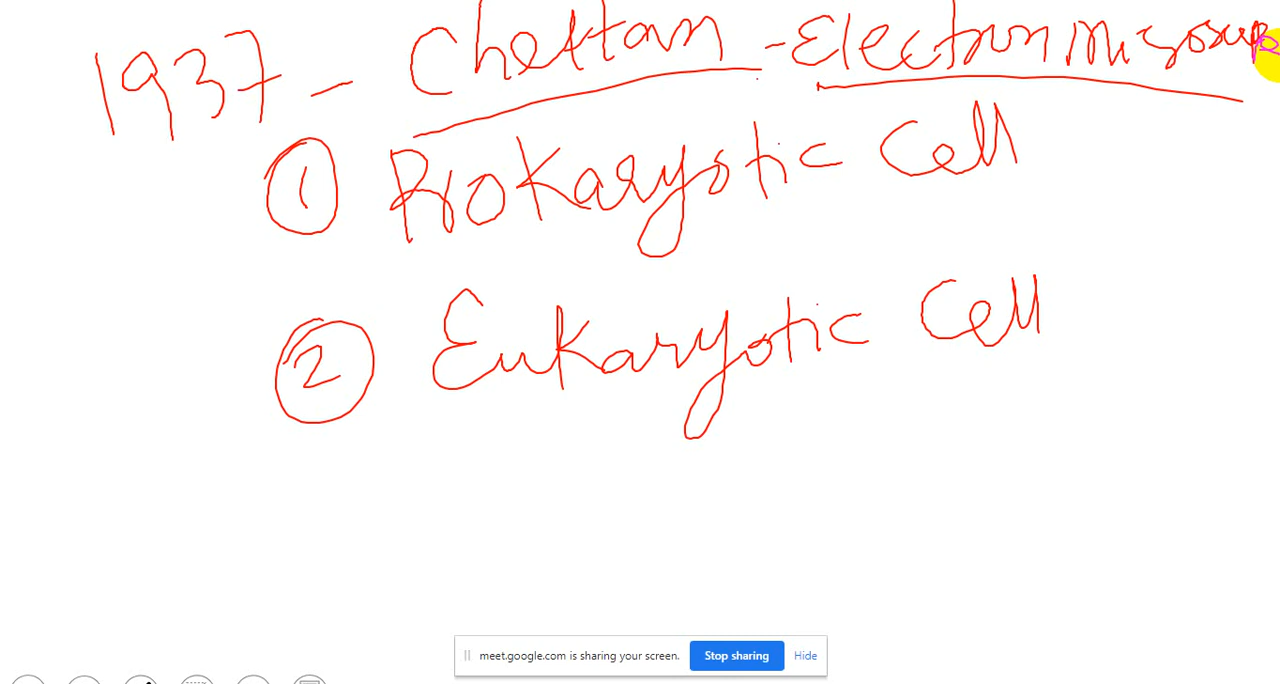 1937 - Chettan - Electron Microscope
① Prokaryotic Cell
② Eukaryotic Cell
meet.google.com is sharing your screen. Stop sharing Hide